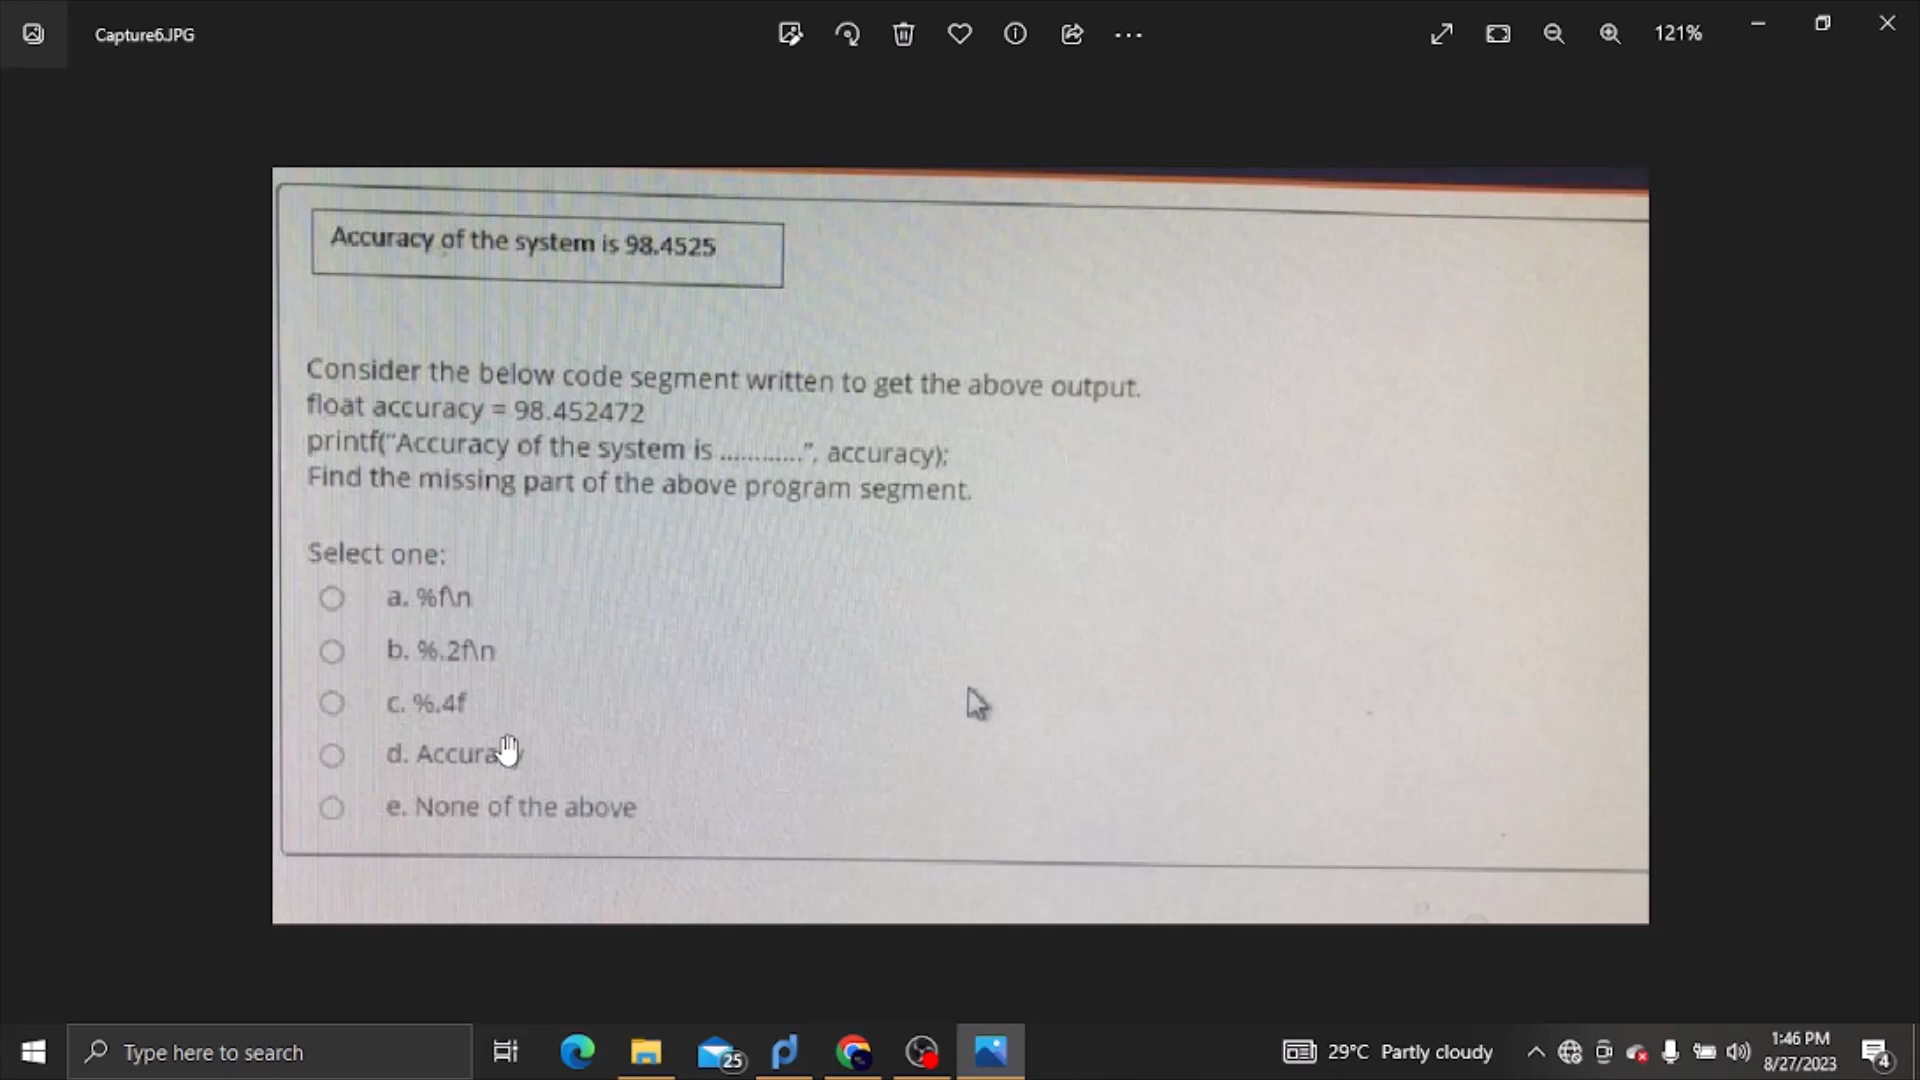 Capture6.JPG
121%
Accuracy of the system is 98.4525
Consider the below code segment written to get the above output.
float accuracy = 98.452472
printf("Accuracy of the system is ............", accuracy);
Find the missing part of the above program segment.
Select one:
a. %f\n
b. %.2f\n
c. %.4f
d. Accuracy
e. None of the above
Type here to search
25
29°C Partly cloudy
1:46 PM
8/27/2023
4